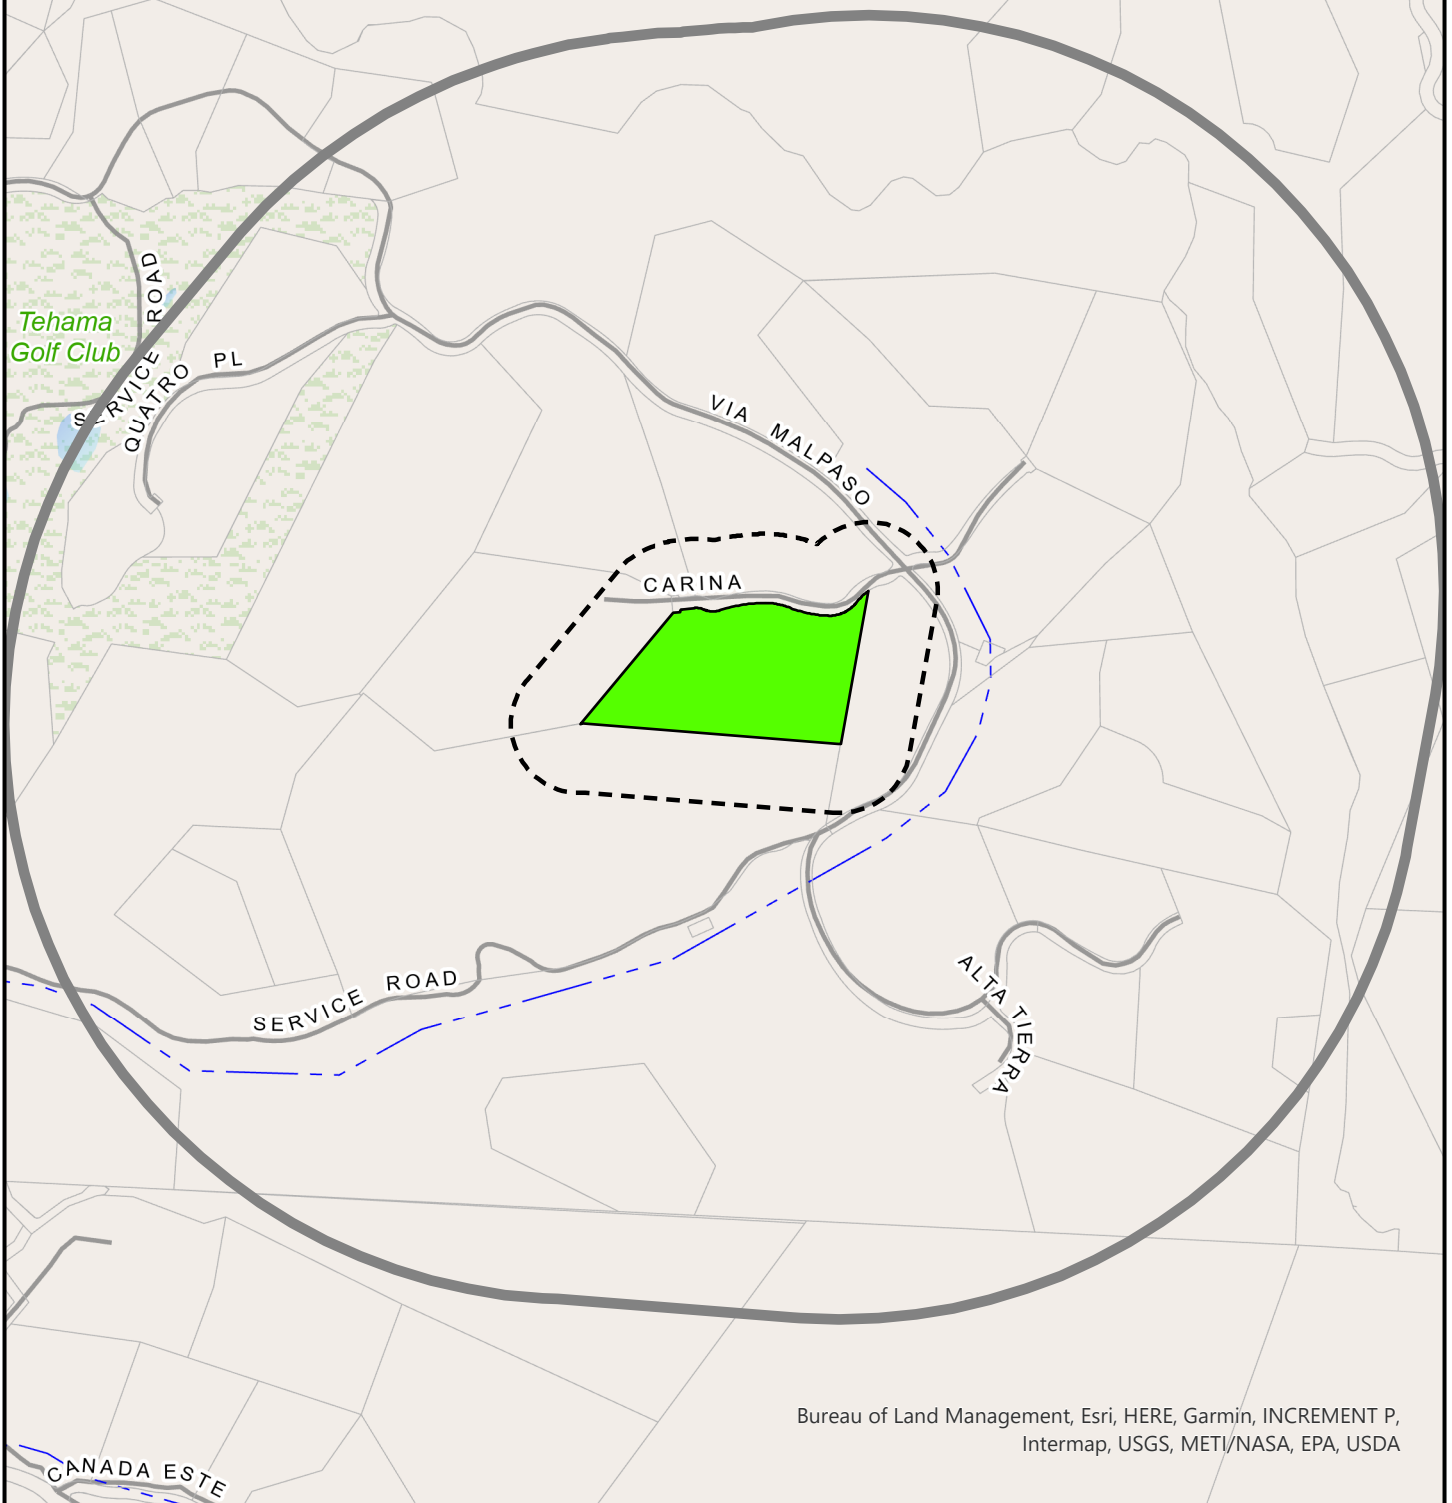 SERVICE ROAD
Tehama
Golf Club
QUATRO PL
VIA MALPASO
CARINA
SERVICE ROAD
ALTA TIERRA
Bureau of Land Management, Esri, HERE, Garmin, INCREMENT P,
Intermap, USGS, METI/NASA, EPA, USDA
CANADA ESTE